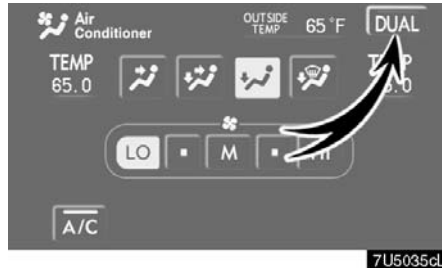 Air Conditioner
OUTSIDE TEMP 65°F
DUAL
TEMP
65.0
LO
M
A/C
7U5035cL